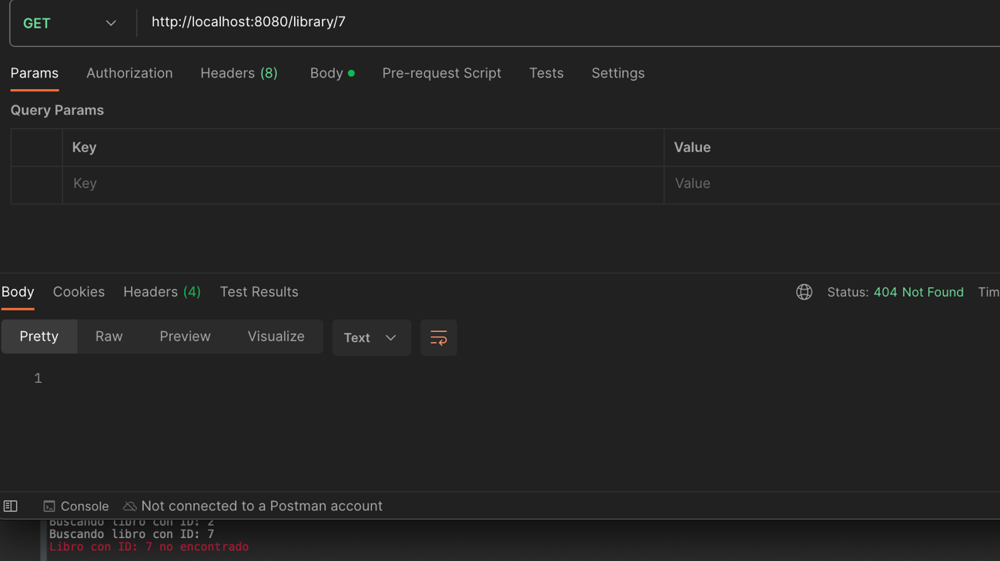 GET http://localhost:8080/library/7
Params Authorization Headers (8) Body Pre-request Script Tests Settings
Query Params
Key Value
Key Value
Body Cookies Headers (4) Test Results Status: 404 Not Found Tim
Pretty Raw Preview Visualize Text
1
Console Not connected to a Postman account
Buscando libro con ID: 2
Buscando libro con ID: 7
Libro con ID: 7 no encontrado